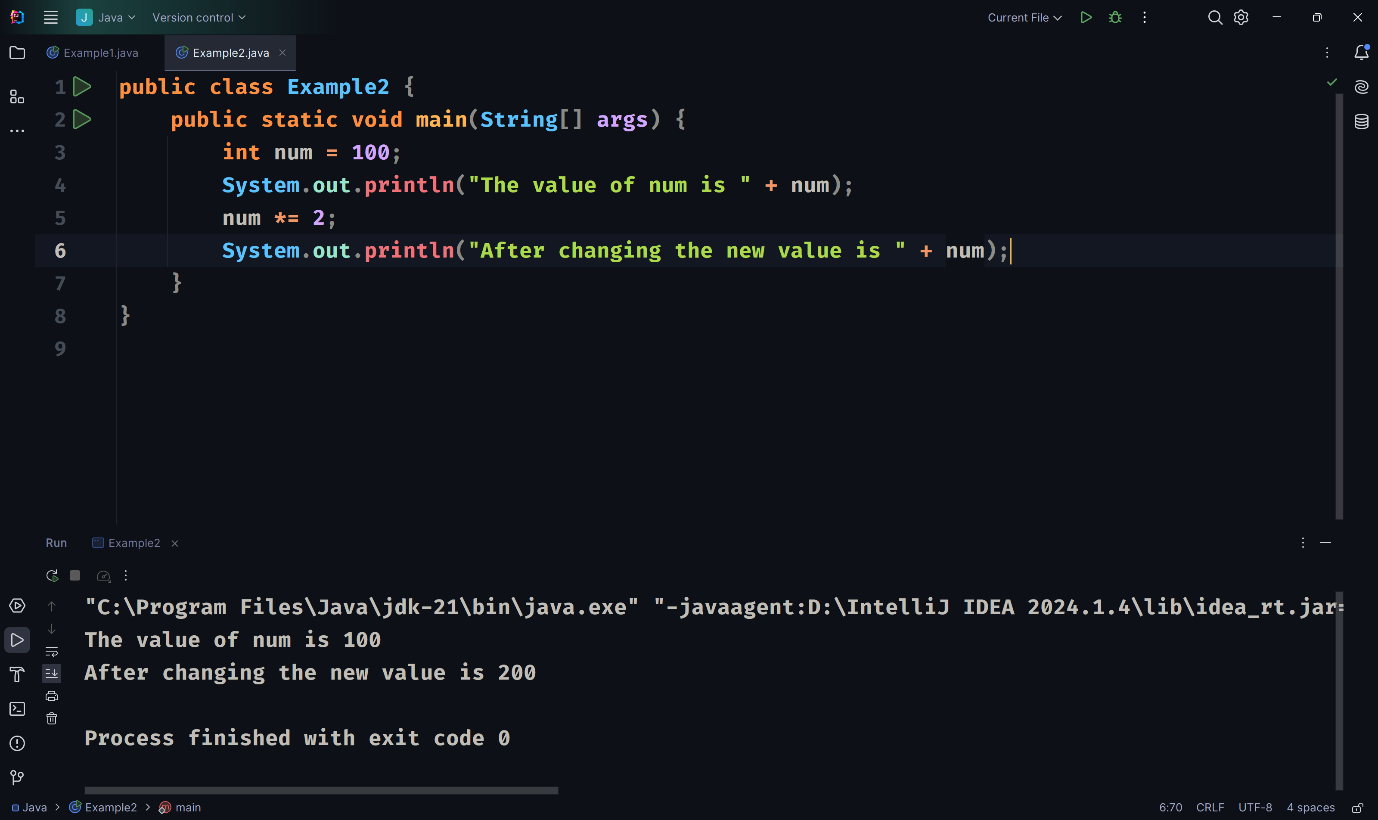 J Java Version control Current File
Example1.java Example2.java
1 public class Example2 {
2 public static void main(String[] args) {
3 int num = 100;
4 System.out.println("The value of num is " + num);
5 num *= 2;
6 System.out.println("After changing the new value is " + num);
7 }
8 }
9
Run Example2
"C:\Program Files\Java\jdk-21\bin\java.exe" "-javaagent:D:\IntelliJ IDEA 2024.1.4\lib\idea_rt.jar=
The value of num is 100
After changing the new value is 200
Process finished with exit code 0
Java > Example2 > main 6:70 CRLF UTF-8 4 spaces